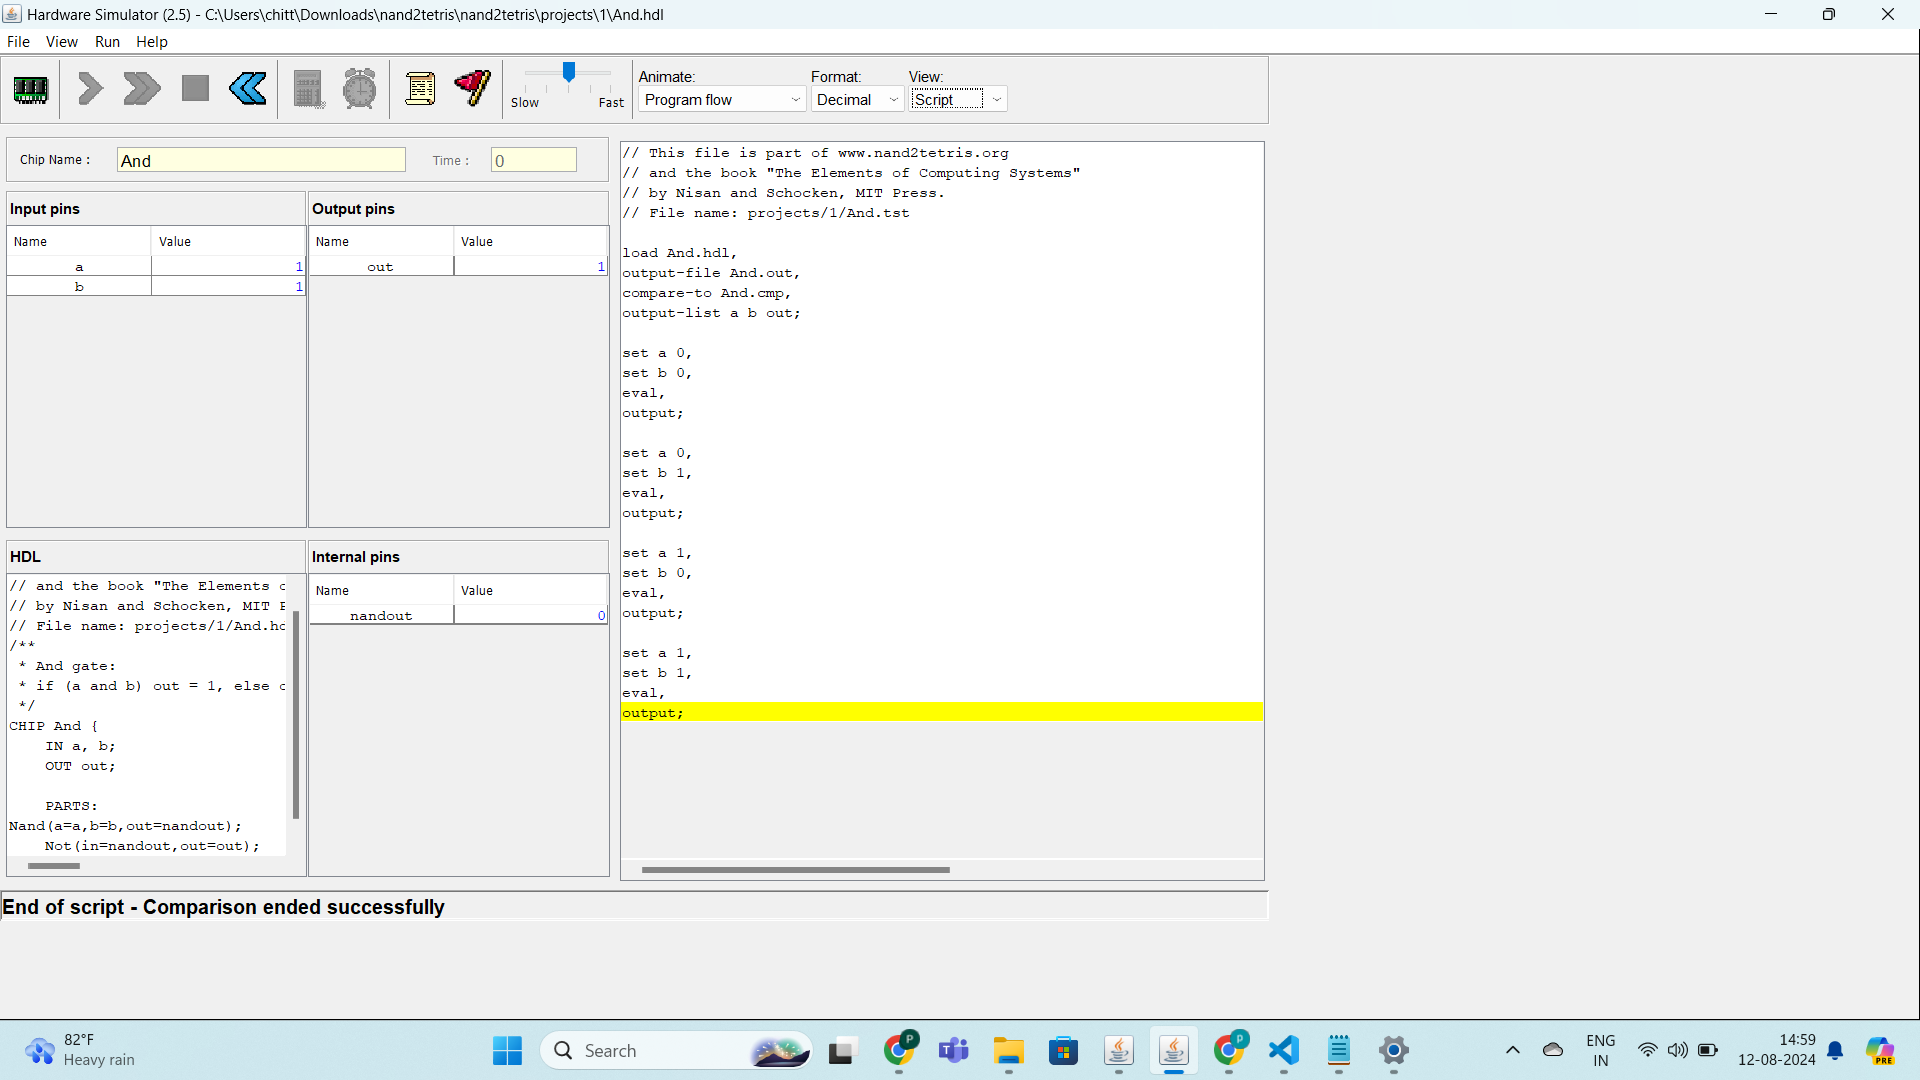 Hardware Simulator (2.5) - C:\Users\chitt\Downloads\nand2tetris\nand2tetris\projects\1\And.hdl
File View Run Help
Animate: Format: View:
Slow Fast Program flow Decimal Script
Chip Name : And Time : 0
Input pins
Name Value
a 1
b 1
Output pins
Name Value
out 1
HDL
// and the book "The Elements
// by Nisan and Schocken, MIT
// File name: projects/1/And.hd
/**
* And gate:
* if (a and b) out = 1, else
*/
CHIP And {
IN a, b;
OUT out;
PARTS:
Nand(a=a,b=b,out=nandout);
Not(in=nandout,out=out);
Internal pins
Name Value
nandout 0
// This file is part of www.nand2tetris.org
// and the book "The Elements of Computing Systems"
// by Nisan and Schocken, MIT Press.
// File name: projects/1/And.tst
load And.hdl,
output-file And.out,
compare-to And.cmp,
output-list a b out;
set a 0,
set b 0,
eval,
output;
set a 0,
set b 1,
eval,
output;
set a 1,
set b 0,
eval,
output;
set a 1,
set b 1,
eval,
output;
End of script - Comparison ended successfully
82°F
Heavy rain
Search
P
P
ENG
IN
14:59
12-08-2024
PRE